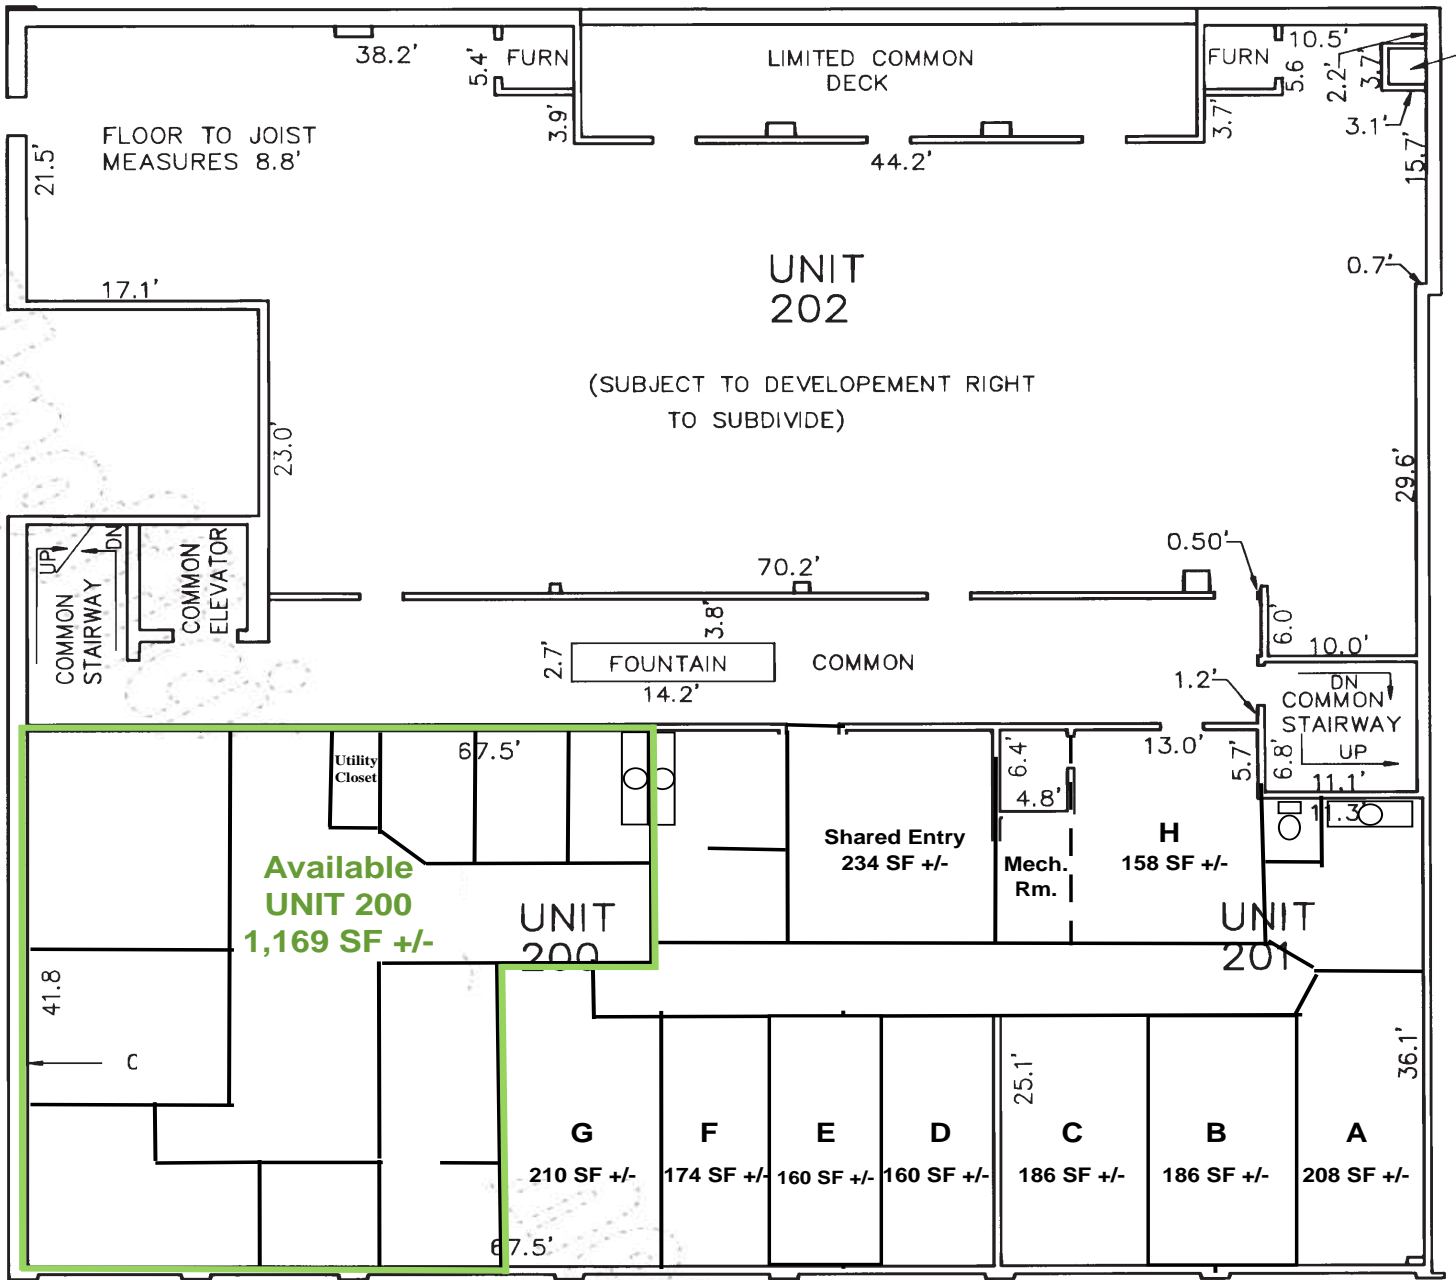 38.2'
5.4'
FURN
LIMITED COMMON
DECK
FURN
5.6
10.5'
2.2'
3.7'
3.1'
3.9'
3.7'
FLOOR TO JOIST
MEASURES 8.8'
21.5'
44.2'
15.7'
UNIT
202
0.7'
17.1'
(SUBJECT TO DEVELOPEMENT RIGHT
TO SUBDIVIDE)
23.0'
29.6'
UP
DN
COMMON
STAIRWAY
COMMON
ELEVATOR
70.2'
0.50'
3.8'
6.0'
10.0'
2.7'
FOUNTAIN
COMMON
14.2'
1.2'
DN
COMMON
STAIRWAY
UP
67.5'
13.0'
5.7'
6.8'
11.1'
11.3'
Utility
Closet
6.4'
4.8'
Shared Entry
234 SF +/-
Mech.
Rm.
H
158 SF +/-
Available
UNIT 200
1,169 SF +/-
UNIT
200
UNIT
201
41.8
C
25.1'
36.1'
G
210 SF +/-
F
174 SF +/-
E
160 SF +/-
D
160 SF +/-
C
186 SF +/-
B
186 SF +/-
A
208 SF +/-
67.5'